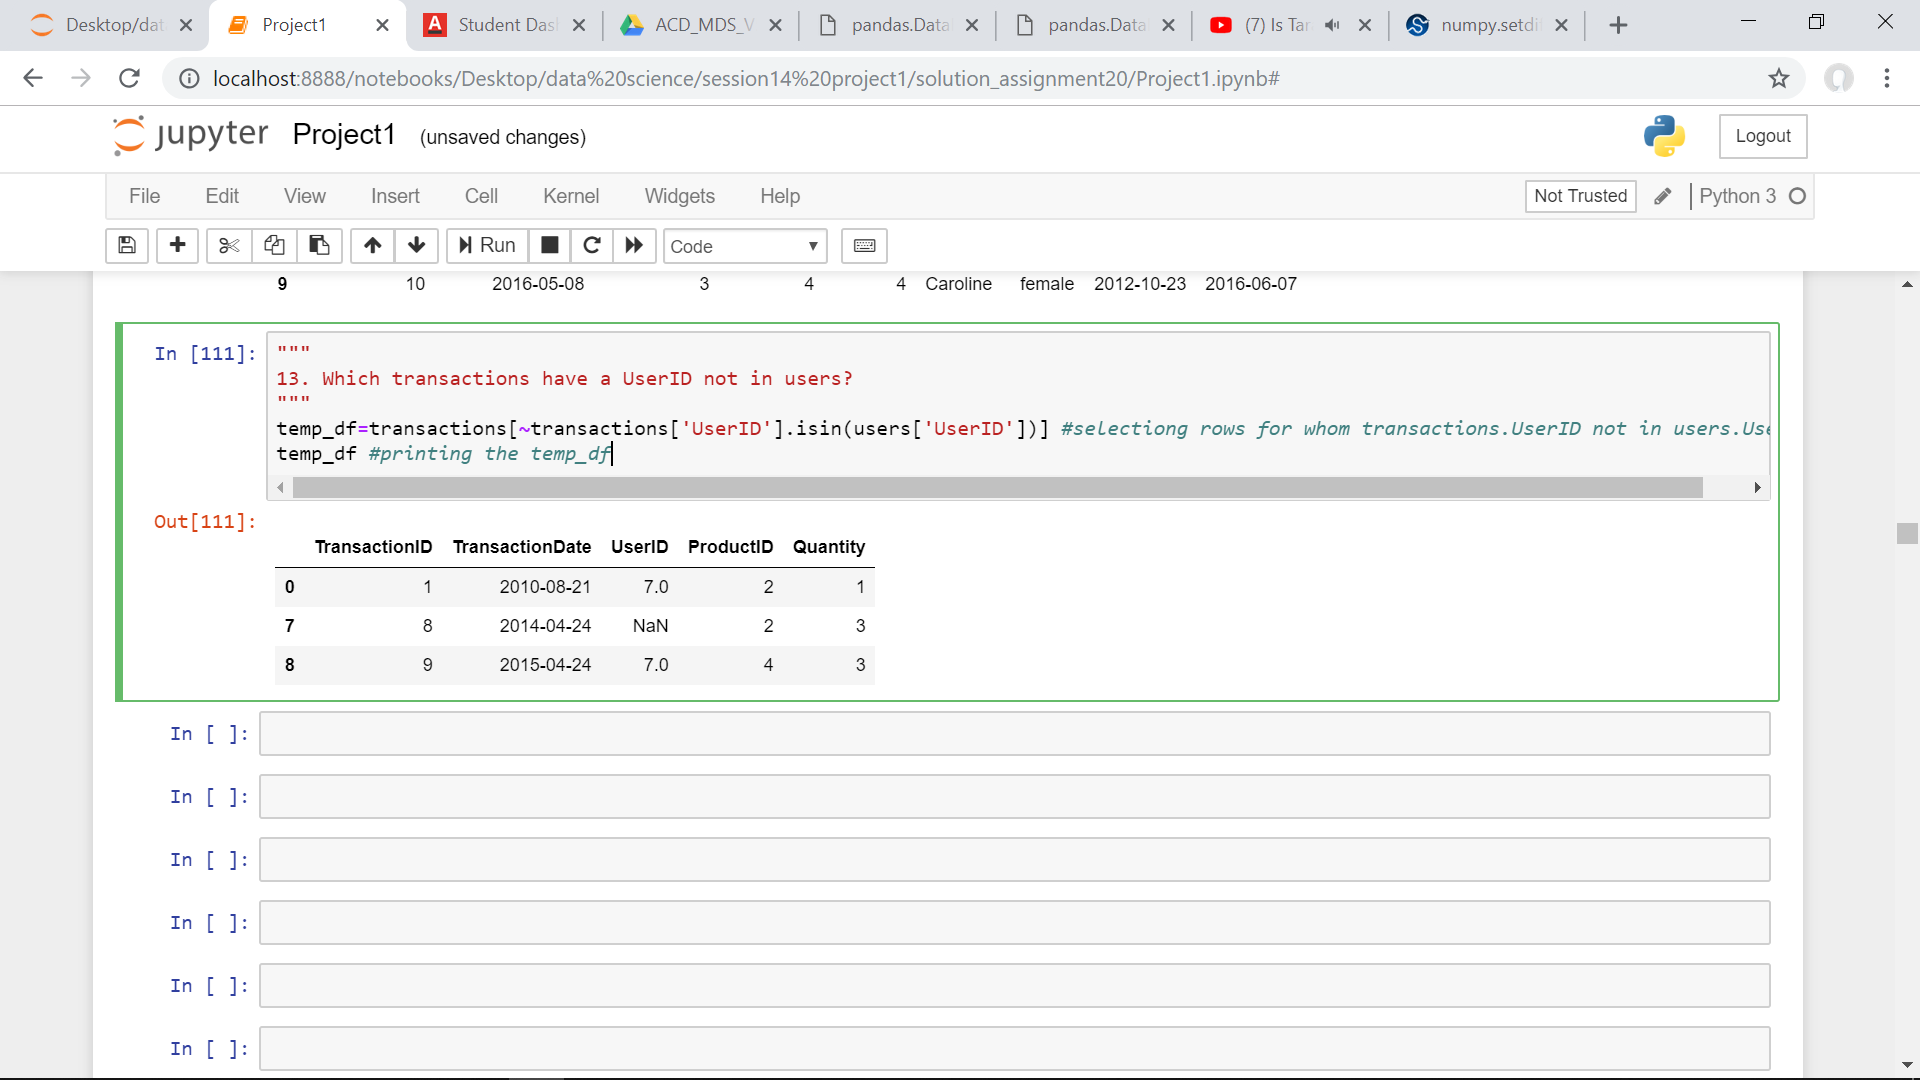 Desktop/dat
Project1
A Student Das
ACD_MDS_V
pandas.Data
pandas.Data
(7) Is Tar
numpy.setdi
localhost:8888/notebooks/Desktop/data%20science/session14%20project1/solution_assignment20/Project1.ipynb#
jupyter Project1 (unsaved changes)
Logout
File Edit View Insert Cell Kernel Widgets Help Not Trusted Python 3
Run Code
9 10 2016-05-08 3 4 4 Caroline female 2012-10-23 2016-06-07
In [111]: """
13. Which transactions have a UserID not in users?
"""
temp_df=transactions[~transactions['UserID'].isin(users['UserID'])] #selectiong rows for whom transactions.UserID not in users.Use
temp_df #printing the temp_df
Out[111]:
TransactionID TransactionDate UserID ProductID Quantity
0 1 2010-08-21 7.0 2 1
7 8 2014-04-24 NaN 2 3
8 9 2015-04-24 7.0 4 3
In [ ]:
In [ ]:
In [ ]:
In [ ]:
In [ ]:
In [ ]: